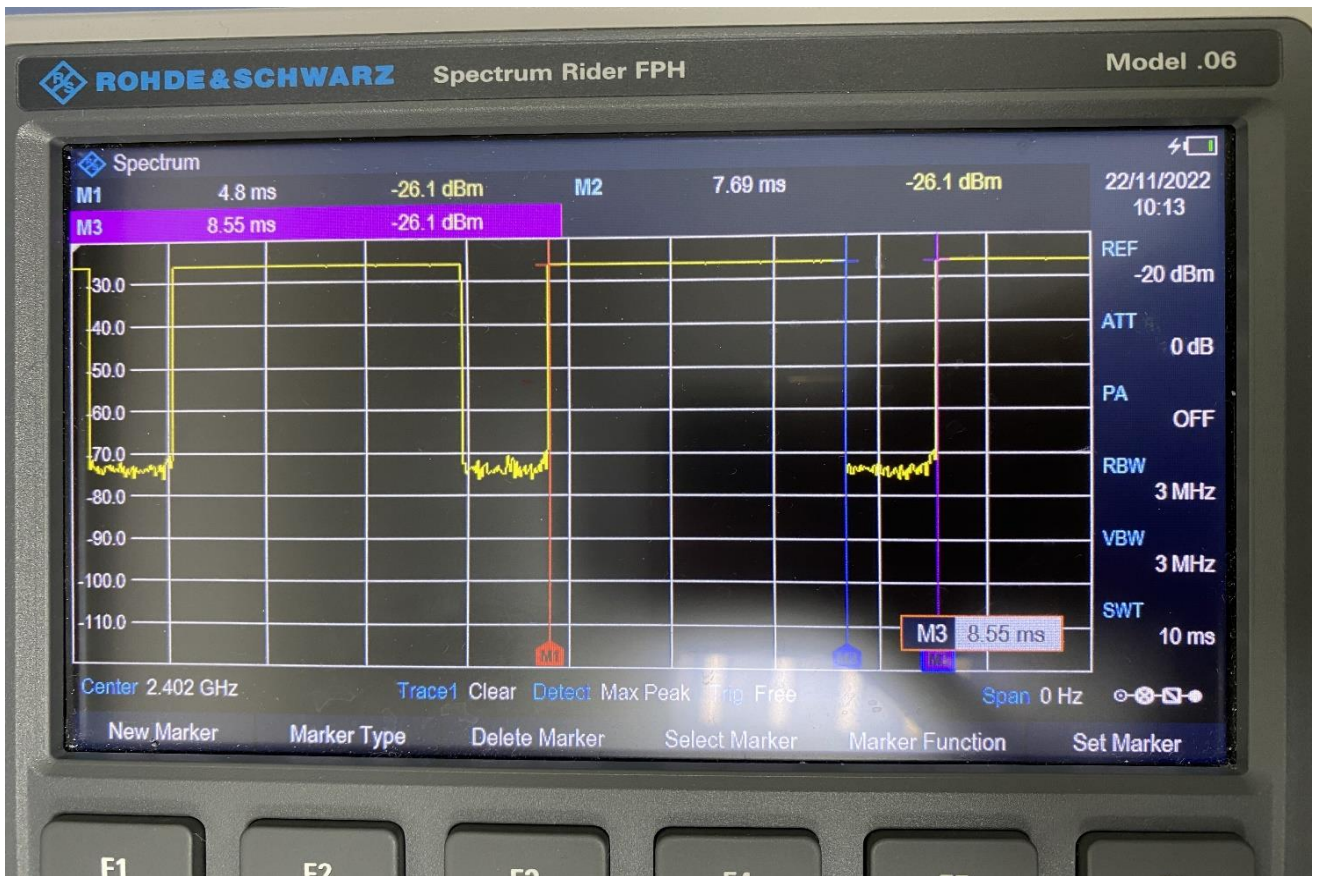 ROHDE&SCHWARZ Spectrum Rider FPH Model .06
Spectrum
M1 4.8 ms -26.1 dBm M2 7.69 ms -26.1 dBm
M3 8.55 ms -26.1 dBm
22/11/2022
10:13
REF
-20 dBm
ATT
0 dB
PA
OFF
RBW
3 MHz
VBW
3 MHz
SWT
10 ms
-30.0
-40.0
-50.0
-60.0
-70.0
-80.0
-90.0
-100.0
-110.0
M1
M3 8.55 ms
Center 2.402 GHz Trace1 Clear Detect Max Peak Trig Free Span 0 Hz
New Marker Marker Type Delete Marker Select Marker Marker Function Set Marker
F1 F2